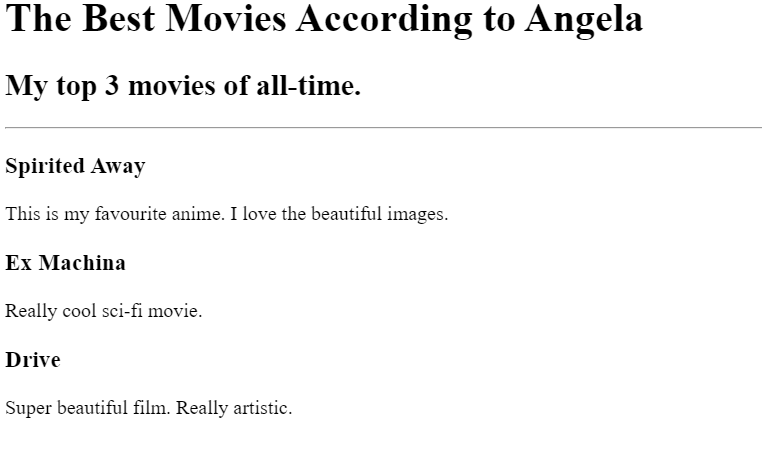 The Best Movies According to Angela
My top 3 movies of all-time.
Spirited Away
This is my favourite anime. I love the beautiful images.
Ex Machina
Really cool sci-fi movie.
Drive
Super beautiful film. Really artistic.